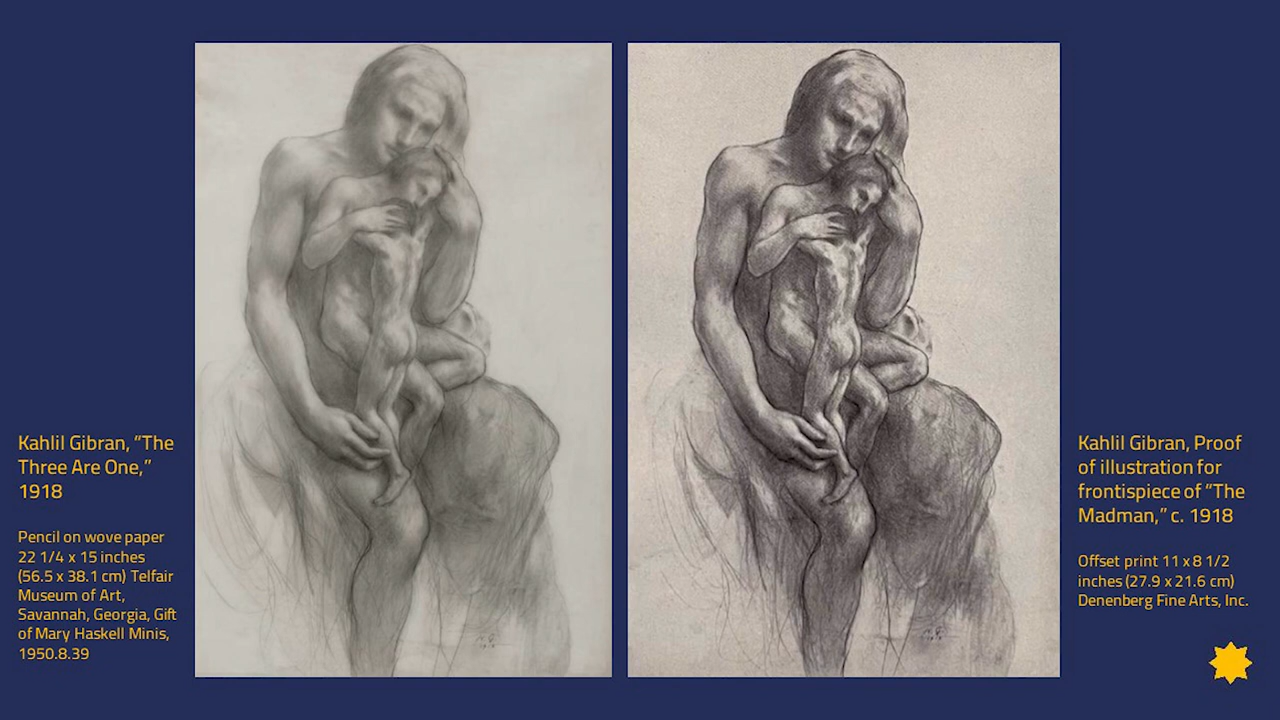 Kahlil Gibran, “The
Three Are One,”
1918
Pencil on wove paper
22 1/4 x 15 inches
(56.5 x 38.1 cm) Telfair
Museum of Art,
Savannah, Georgia, Gift
of Mary Haskell Minis,
1950.8.39
Kahlil Gibran, Proof
of illustration for
frontispiece of “The
Madman,” c. 1918
Offset print 11 x 8 1/2
inches (27.9 x 21.6 cm)
Denenberg Fine Arts, Inc.